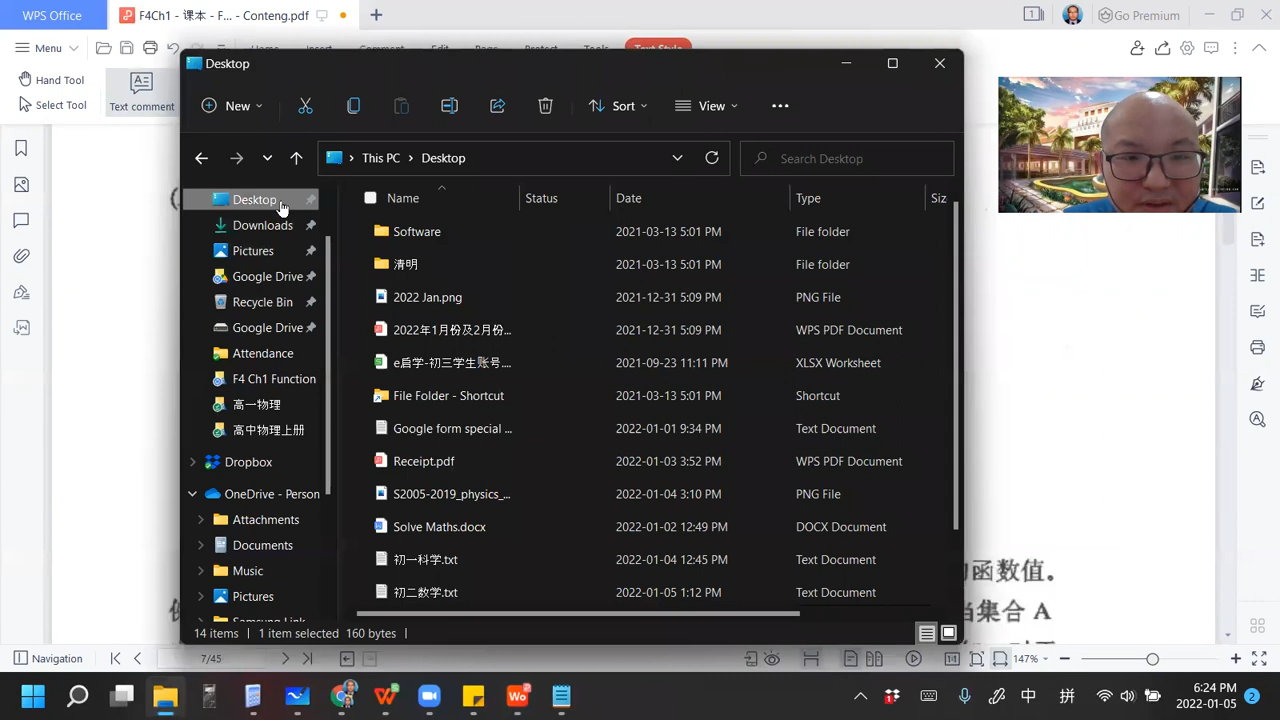 WPS Office
F4Ch1 - 课本 - F... - Conteng.pdf
Go Premium
Menu
Home Insert Comment Edit Page Protect Tools Text Style
Hand Tool
Select Tool
Text comment
Desktop
New
Sort
View
This PC > Desktop
Search Desktop
Name Status Date Type Siz
Desktop
Downloads
Pictures
Google Drive
Recycle Bin
Google Drive
Attendance
F4 Ch1 Function
高一物理
高中物理上册
Dropbox
OneDrive - Person
Attachments
Documents
Music
Pictures
Software 2021-03-13 5:01 PM File folder
清明 2021-03-13 5:01 PM File folder
2022 Jan.png 2021-12-31 5:09 PM PNG File
2022年1月份及2月份... 2021-12-31 5:09 PM WPS PDF Document
e启学-初三学生账号.... 2021-09-23 11:11 PM XLSX Worksheet
File Folder - Shortcut 2021-03-13 5:01 PM Shortcut
Google form special ... 2022-01-01 9:34 PM Text Document
Receipt.pdf 2022-01-03 3:52 PM WPS PDF Document
S2005-2019_physics_... 2022-01-04 3:10 PM PNG File
Solve Maths.docx 2022-01-02 12:49 PM DOCX Document
初一科学.txt 2022-01-04 12:45 PM Text Document
初二数学.txt 2022-01-05 1:12 PM Text Document
14 items 1 item selected 160 bytes
函数值。
当集合 A
Navigation
7/45
147%
中
拼
6:24 PM
2022-01-05
2